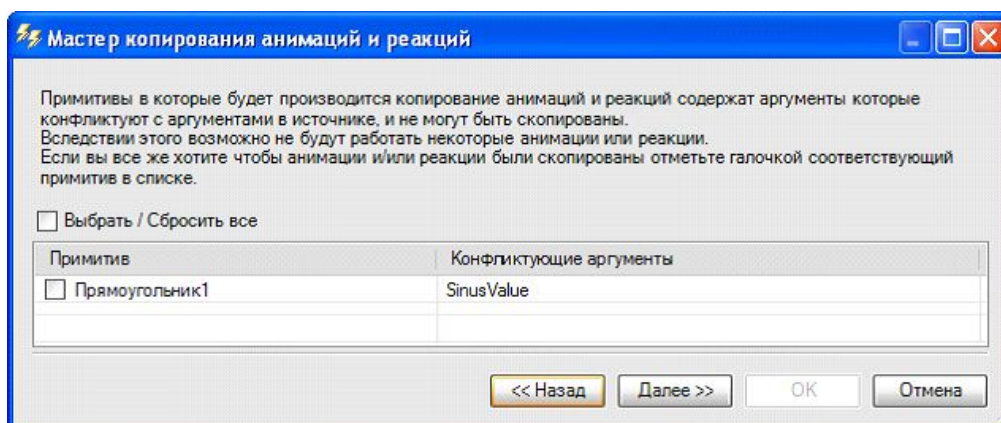 Мастер копирования анимаций и реакций
Примитивы в которые будет производится копирование анимаций и реакций содержат аргументы которые
конфликтуют с аргументами в источнике, и не могут быть скопированы.
Вследствии этого возможно не будут работать некоторые анимации или реакции.
Если вы все же хотите чтобы анимации и/или реакции были скопированы отметьте галочкой соответствующий
примитив в списке.
Выбрать / Сбросить все
Примитив Конфликтующие аргументы
Прямоугольник1 SinusValue
<< Назад Далее >> OK Отмена